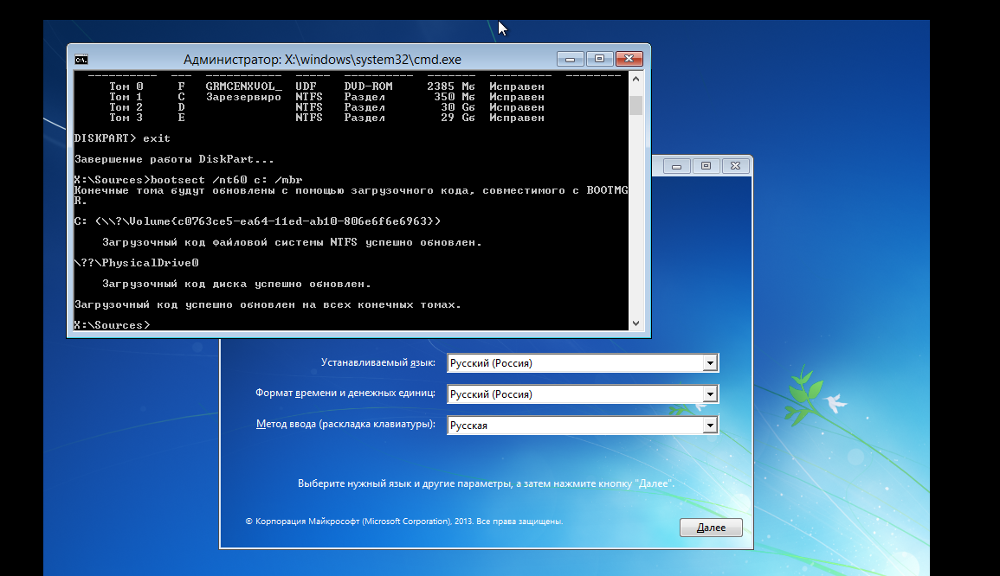 Администратор: X:\windows\system32\cmd.exe
---------- --- ----------- ----- ---------- ------- --------- --------
Том 0 F GRMCENXVOL_ UDF DVD-ROM 2385 Мб Исправен
Том 1 C Зарезервиро NTFS Раздел 350 Мб Исправен
Том 2 D NTFS Раздел 30 Gб Исправен
Том 3 E NTFS Раздел 29 Gб Исправен
DISKPART> exit
Завершение работы DiskPart...
X:\Sources>bootsect /nt60 c: /mbr
Конечные тома будут обновлены с помощью загрузочного кода, совместимого с BOOTMG
R.
C: (\\?\Volume{c0763ce5-ea64-11ed-ab10-806e6f6e6963})
Загрузочный код файловой системы NTFS успешно обновлен.
\??\PhysicalDrive0
Загрузочный код диска успешно обновлен.
Загрузочный код успешно обновлен на всех конечных томах.
X:\Sources>
Устанавливаемый язык: Русский (Россия)
Формат времени и денежных единиц: Русский (Россия)
Метод ввода (раскладка клавиатуры): Русская
Выберите нужный язык и другие параметры, а затем нажмите кнопку "Далее".
© Корпорация Майкрософт (Microsoft Corporation), 2013. Все права защищены.
Далее